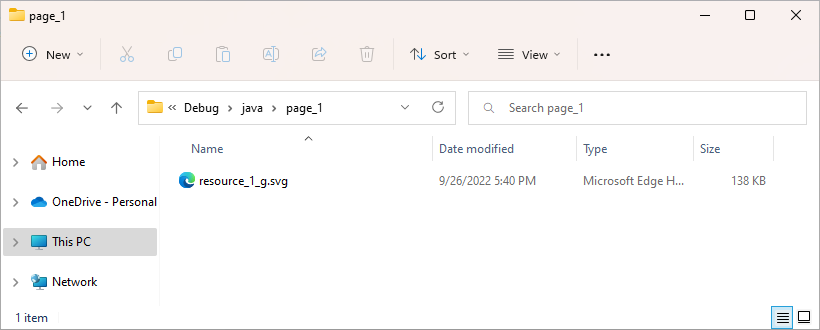 page_1
New Sort View
« Debug java page_1 Search page_1
Name Date modified Type Size
Home
resource_1_g.svg 9/26/2022 5:40 PM Microsoft Edge H... 138 KB
OneDrive - Personal
This PC
Network
1 item